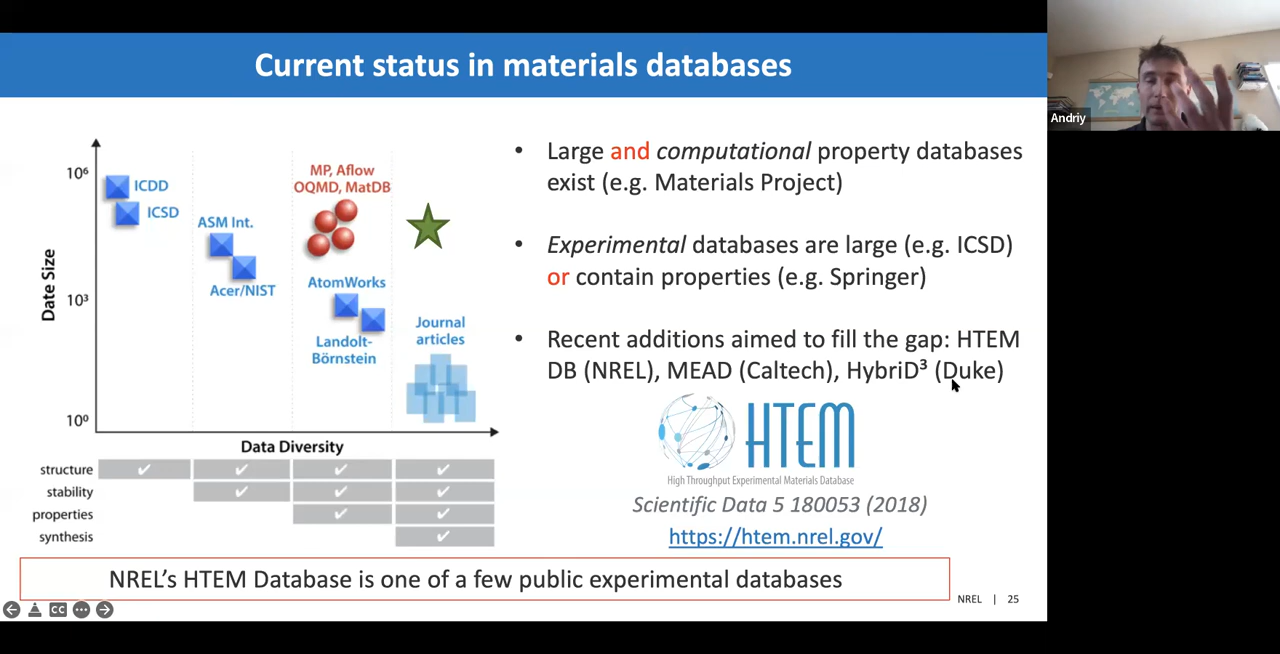 Current status in materials databases
Andriy
10⁶
10³
10⁰
Date Size
ICDD
ICSD
ASM Int.
Acer/NIST
MP, Aflow
OQMD, MatDB
AtomWorks
Landolt-
Börnstein
Journal
articles
Data Diversity
structure
stability
properties
synthesis
• Large and computational property databases
exist (e.g. Materials Project)
• Experimental databases are large (e.g. ICSD)
or contain properties (e.g. Springer)
• Recent additions aimed to fill the gap: HTEM
DB (NREL), MEAD (Caltech), HybriD³ (Duke)
HTEM
High Throughput Experimental Materials Database
Scientific Data 5 180053 (2018)
https://htem.nrel.gov/
NREL’s HTEM Database is one of a few public experimental databases
NREL | 25
CC